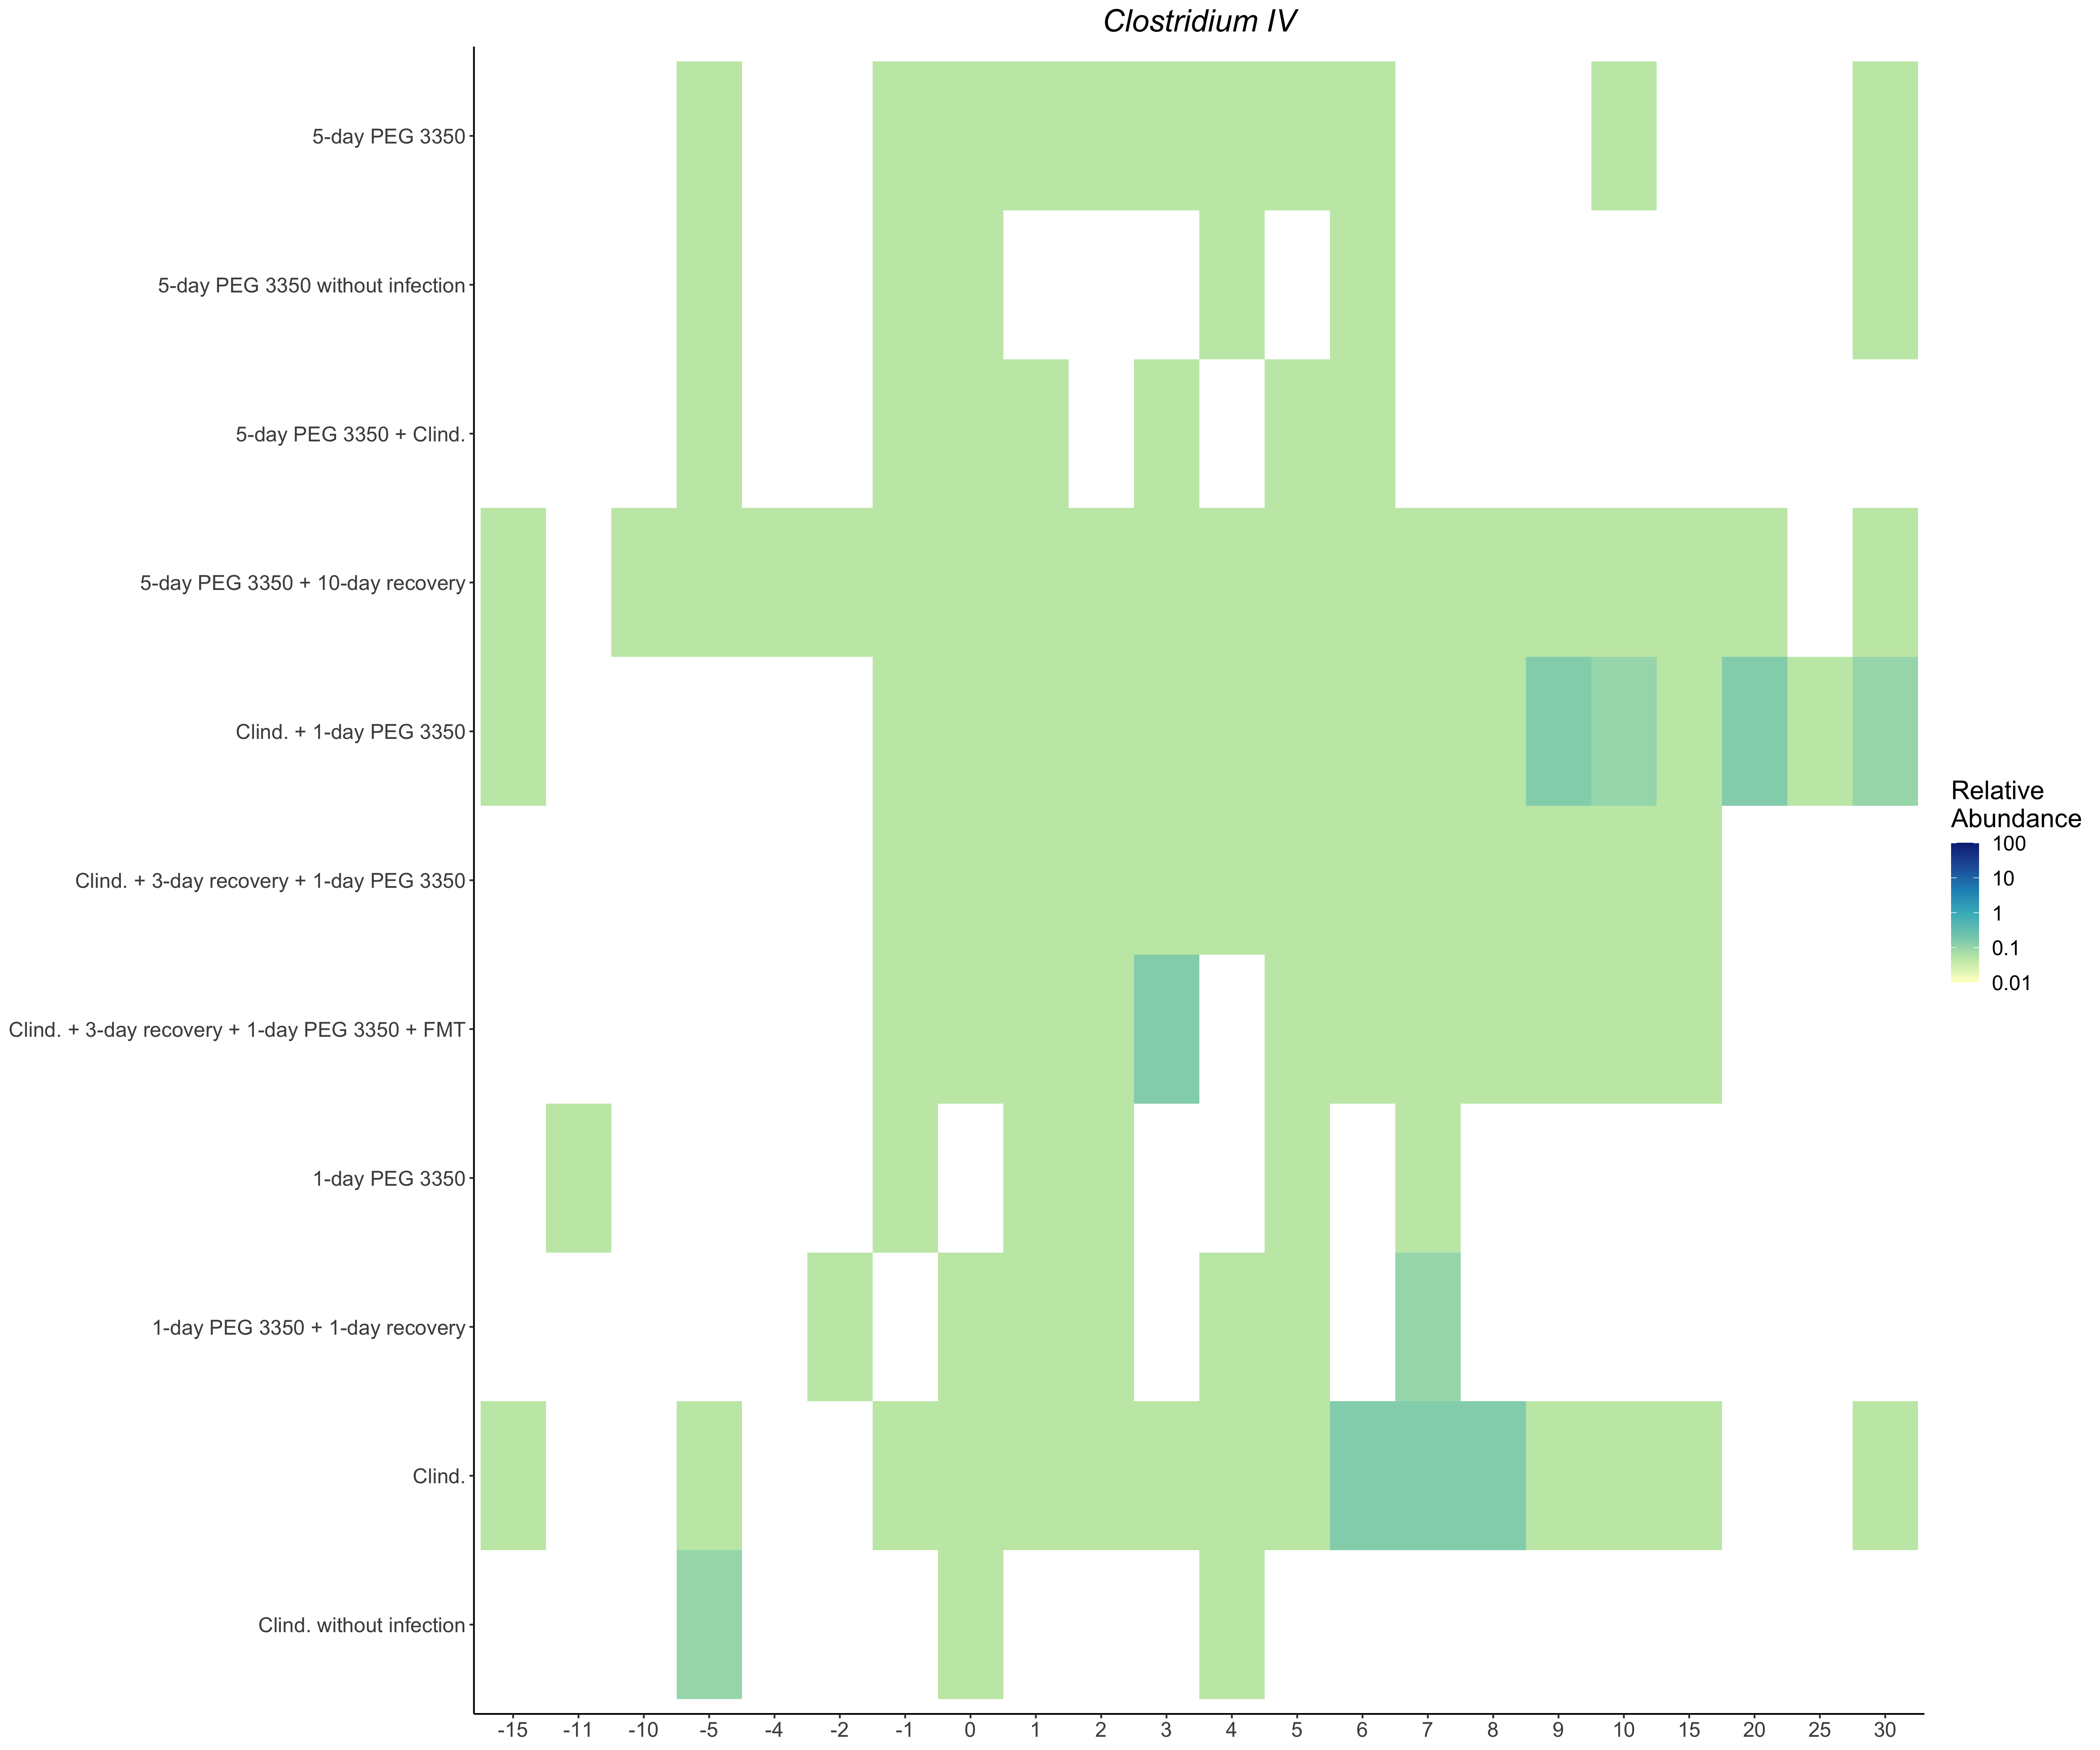 Clostridium IV
5-day PEG 3350
5-day PEG 3350 without infection
5-day PEG 3350 + Clind.
5-day PEG 3350 + 10-day recovery
Clind. + 1-day PEG 3350
Clind. + 3-day recovery + 1-day PEG 3350
Clind. + 3-day recovery + 1-day PEG 3350 + FMT
1-day PEG 3350
1-day PEG 3350 + 1-day recovery
Clind.
Clind. without infection
-15 -11 -10 -5 -4 -2 -1 0 1 2 3 4 5 6 7 8 9 10 15 20 25 30
Relative
Abundance
100
10
1
0.1
0.01